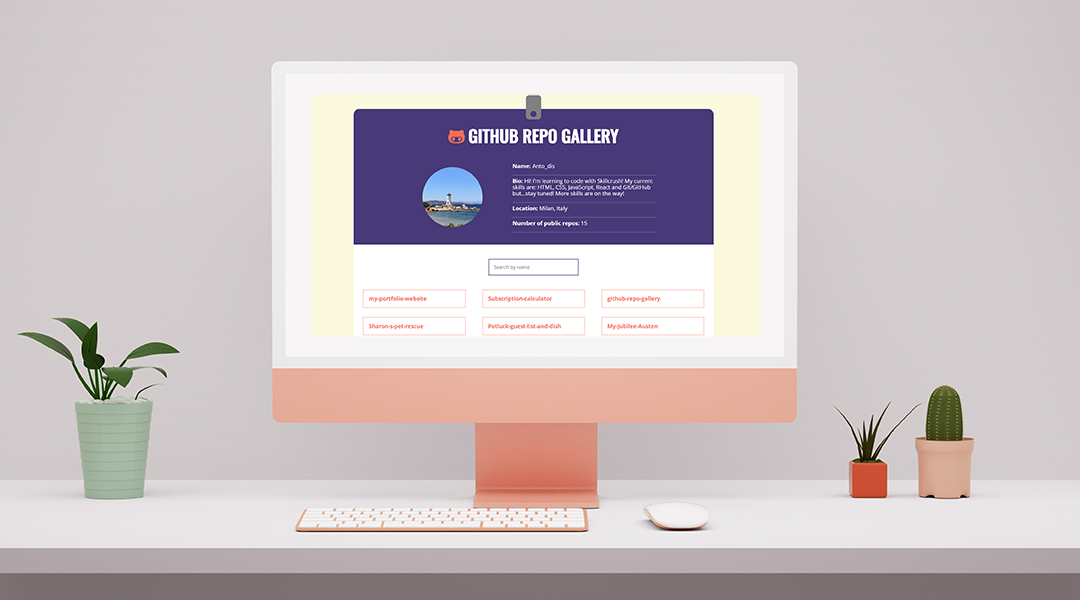 GITHUB REPO GALLERY
Name: Anto_dis
Bio: Hi! I'm learning to code with Skillcrush! My current
skills are: HTML, CSS, JavaScript, React and Git/GitHub
but...stay tuned! More skills are on the way!
Location: Milan, Italy
Number of public repos: 15
Search by name
my-portfolio-website
Subscription-calculator
github-repo-gallery
Sharon-s-pet-rescue
Potluck-guest-list-and-dish
My-Jubilee-Austen